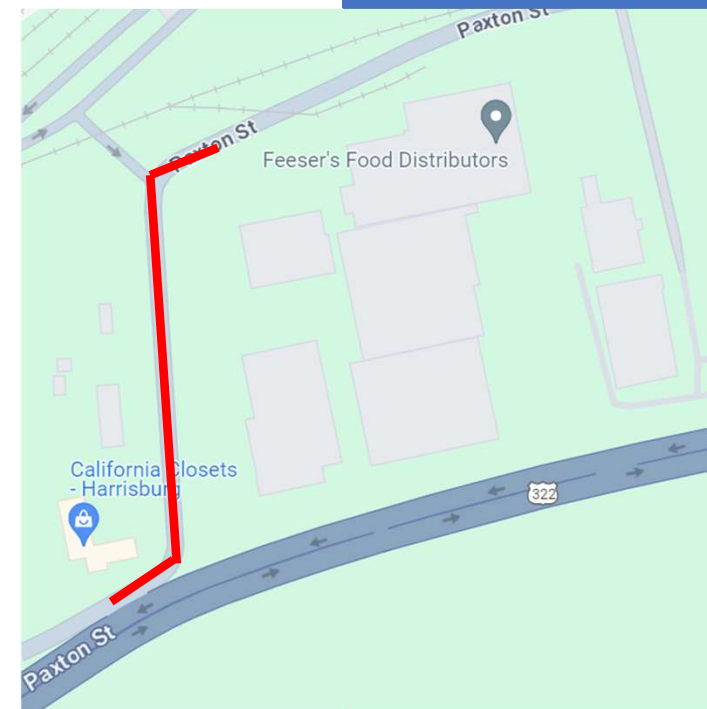 Paxton St
Paxton St
Feeser's Food Distributors
California Closets
- Harrisburg
322
Paxton St